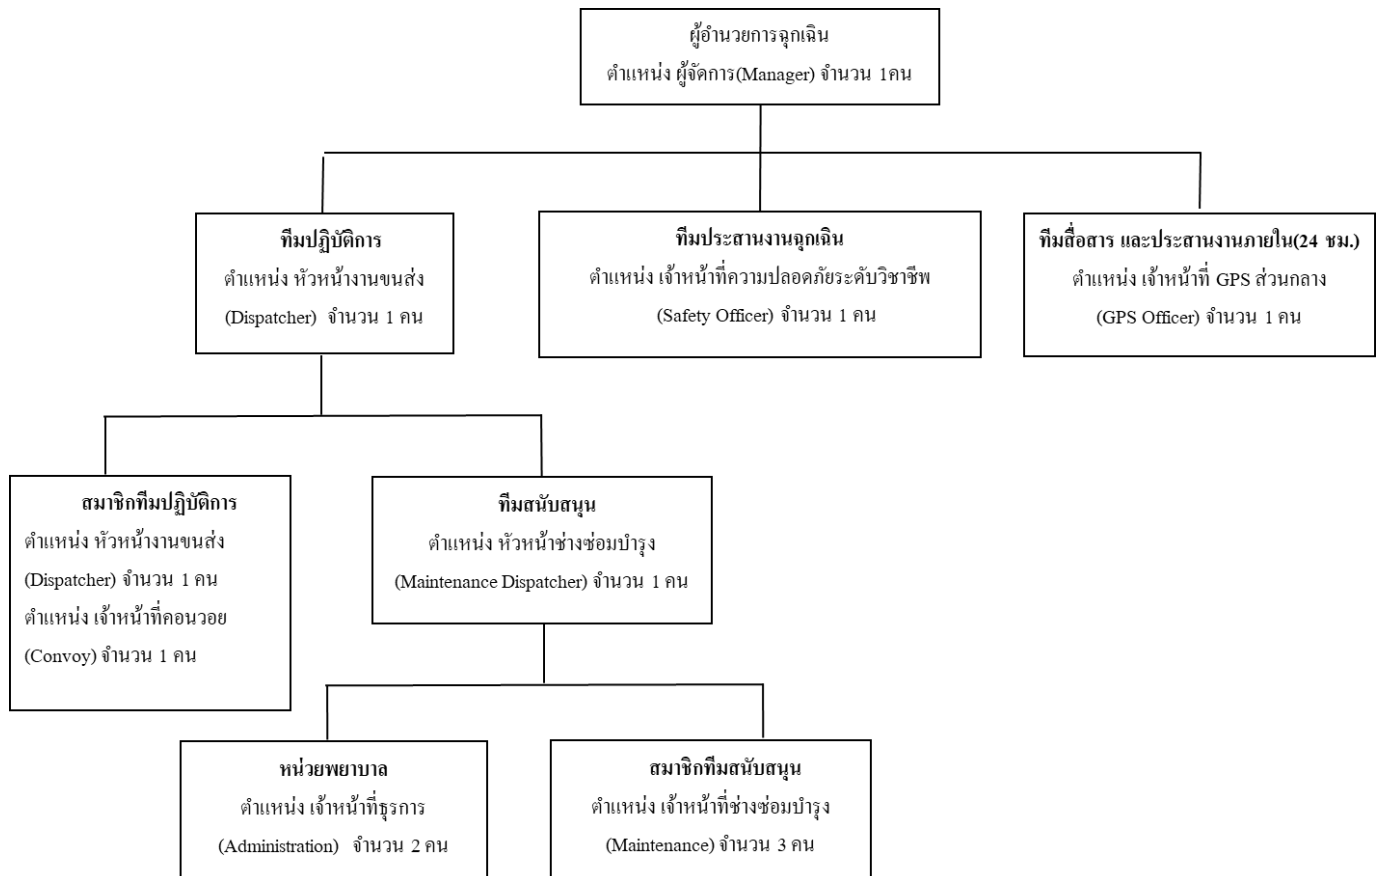 ผู้อำนวยการฉุกเฉิน
ตำแหน่ง ผู้จัดการ(Manager) จำนวน 1คน
ทีมปฏิบัติการ
ตำแหน่ง หัวหน้างานขนส่ง
(Dispatcher) จำนวน 1 คน
ทีมประสานงานฉุกเฉิน
ตำแหน่ง เจ้าหน้าที่ความปลอดภัยระดับวิชาชีพ
(Safety Officer) จำนวน 1 คน
ทีมสื่อสาร และประสานงานภายใน(24 ชม.)
ตำแหน่ง เจ้าหน้าที่ GPS ส่วนกลาง
(GPS Officer) จำนวน 1 คน
สมาชิกทีมปฏิบัติการ
ตำแหน่ง หัวหน้างานขนส่ง
(Dispatcher) จำนวน 1 คน
ตำแหน่ง เจ้าหน้าที่คอนวอย
(Convoy) จำนวน 1 คน
ทีมสนับสนุน
ตำแหน่ง หัวหน้าช่างซ่อมบำรุง
(Maintenance Dispatcher) จำนวน 1 คน
หน่วยพยาบาล
ตำแหน่ง เจ้าหน้าที่ธุรการ
(Administration) จำนวน 2 คน
สมาชิกทีมสนับสนุน
ตำแหน่ง เจ้าหน้าที่ช่างซ่อมบำรุง
(Maintenance) จำนวน 3 คน